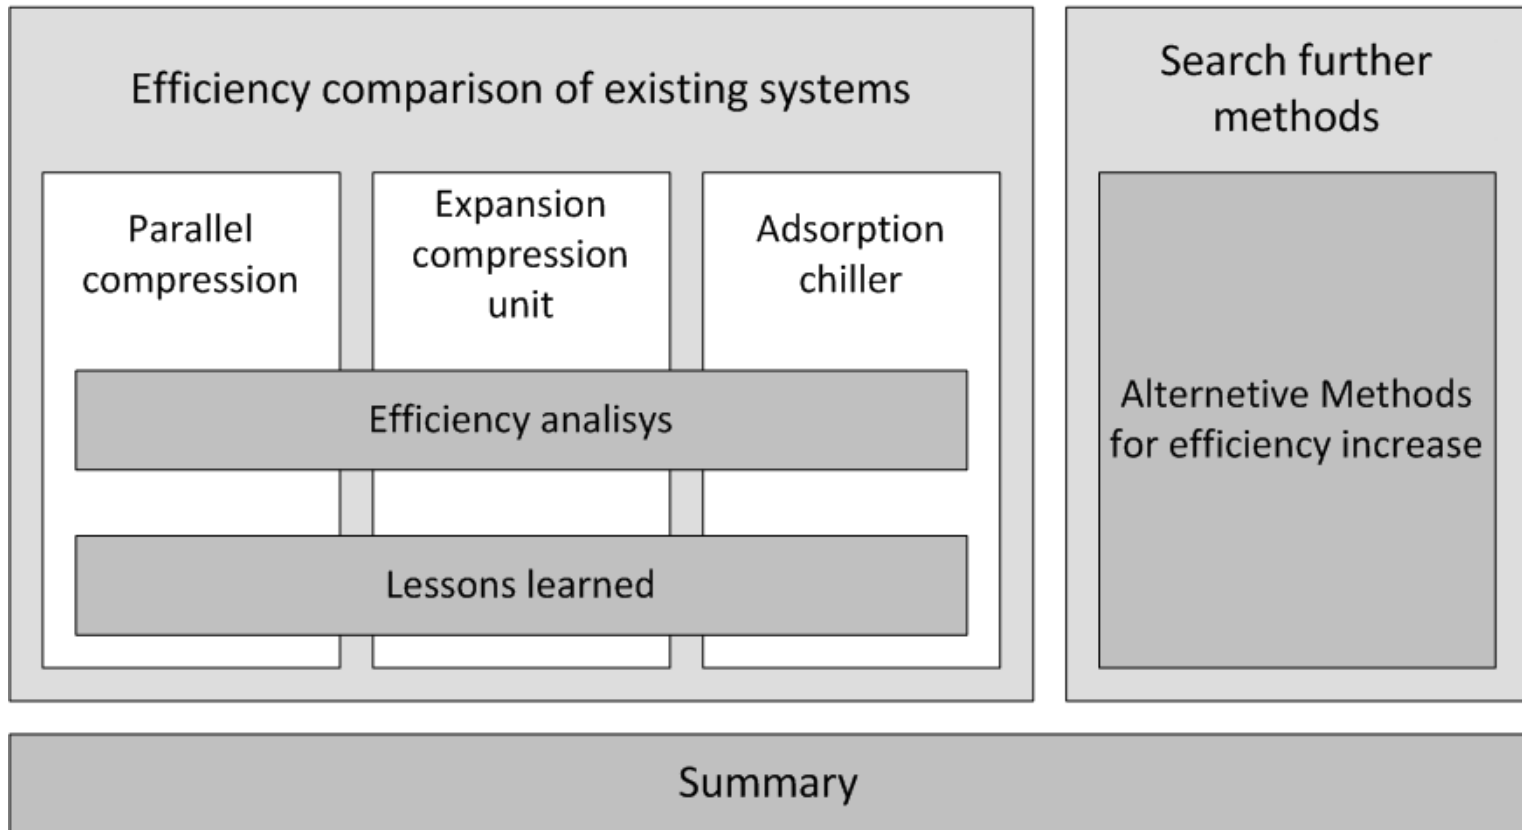 Efficiency comparison of existing systems
Parallel
compression
Expansion
compression
unit
Adsorption
chiller
Efficiency analisys
Lessons learned
Search further
methods
Alternetive Methods
for efficiency increase
Summary